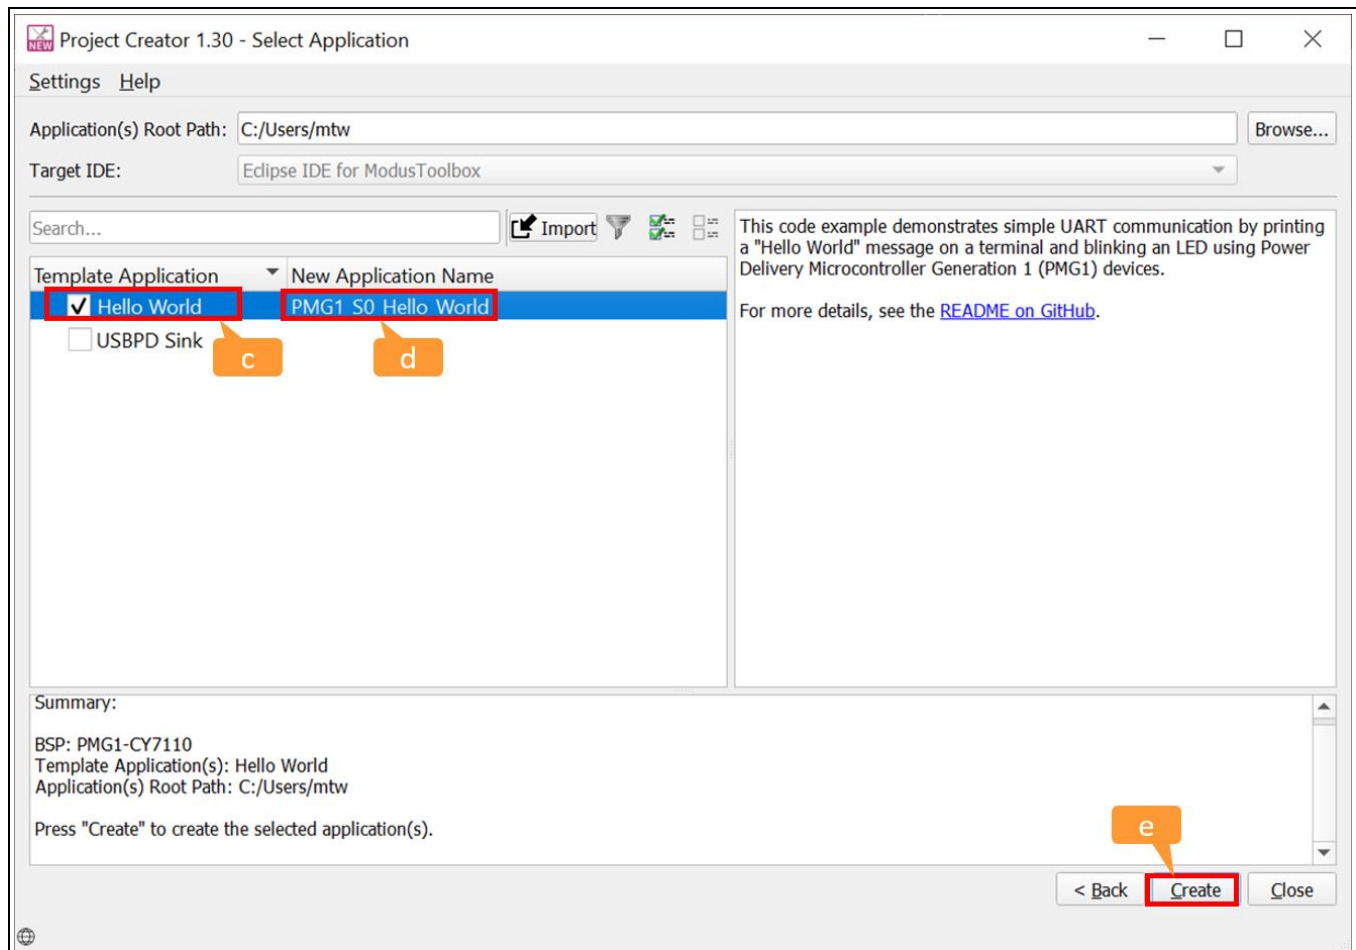 NEW Project Creator 1.30 - Select Application
Settings Help
Application(s) Root Path: C:/Users/mtw Browse...
Target IDE: Eclipse IDE for ModusToolbox
Search... Import
Template Application New Application Name
Hello World PMG1 S0 Hello World
USBPD Sink
c d
This code example demonstrates simple UART communication by printing
a "Hello World" message on a terminal and blinking an LED using Power
Delivery Microcontroller Generation 1 (PMG1) devices.
For more details, see the README on GitHub.
Summary:
BSP: PMG1-CY7110
Template Application(s): Hello World
Application(s) Root Path: C:/Users/mtw
Press "Create" to create the selected application(s).
e
< Back Create Close